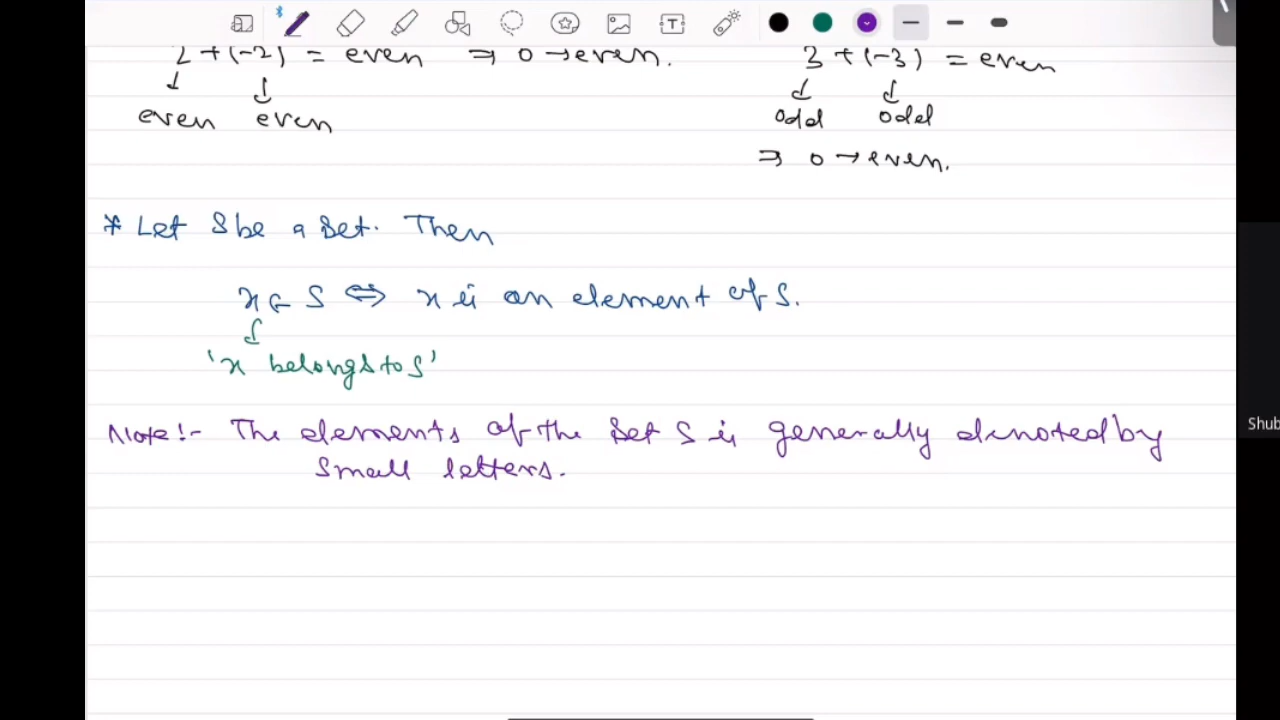 2 + (-2) = even ⇒ 0 → even.
3 + (-3) = even
even even
odd odd
⇒ 0 → even.
* Let S be a set. Then
x ∈ S ⇔ x is an element of S.
'x belongs to S'
Note:- The elements of the set S is generally denoted by
small letters.
Shub